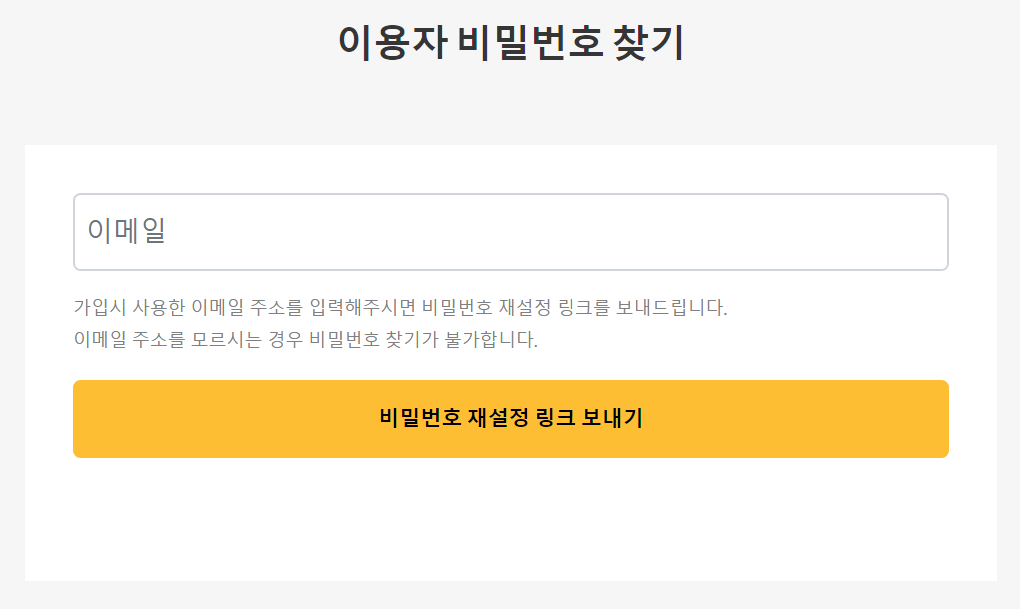 이용자 비밀번호 찾기
이메일
가입시 사용한 이메일 주소를 입력해주시면 비밀번호 재설정 링크를 보내드립니다.
이메일 주소를 모르시는 경우 비밀번호 찾기가 불가합니다.
비밀번호 재설정 링크 보내기